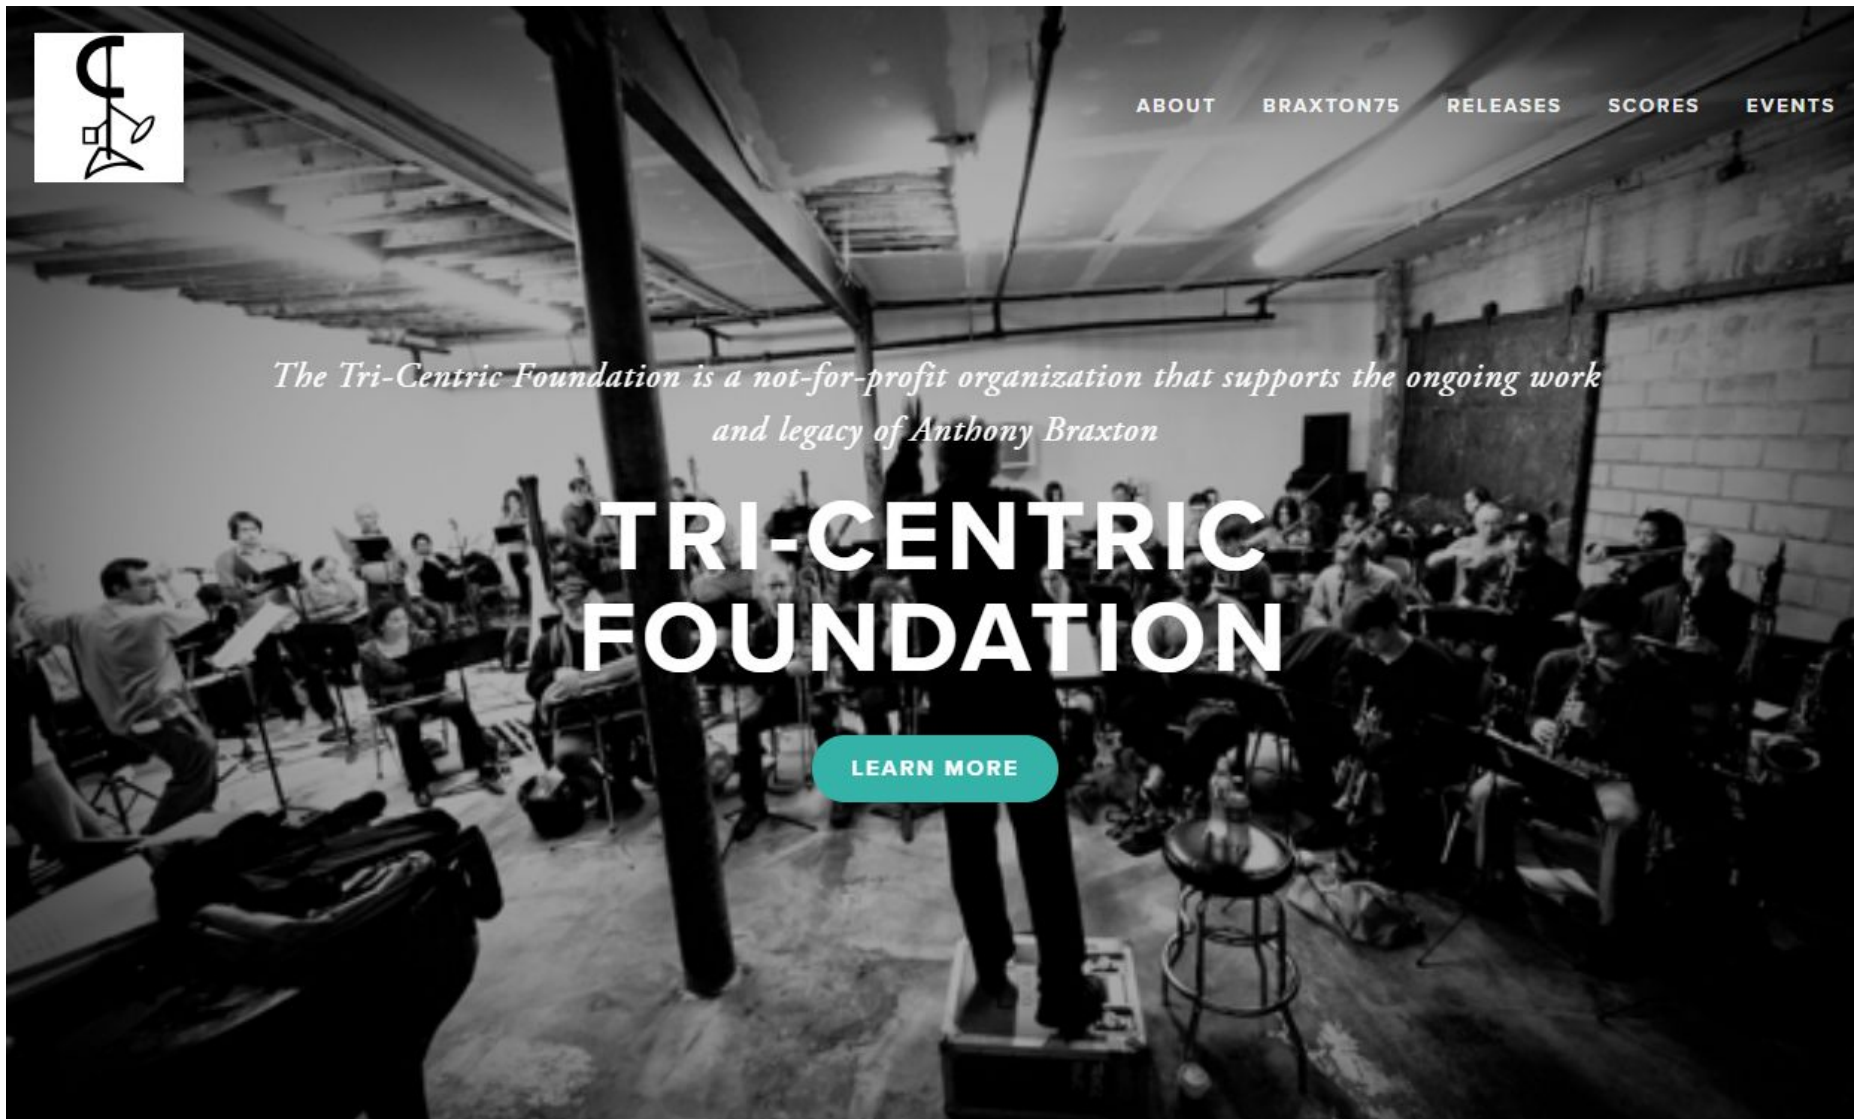 ABOUT BRAXTON75 RELEASES SCORES EVENTS
The Tri-Centric Foundation is a not-for-profit organization that supports the ongoing work
and legacy of Anthony Braxton
TRI-CENTRIC
FOUNDATION
LEARN MORE